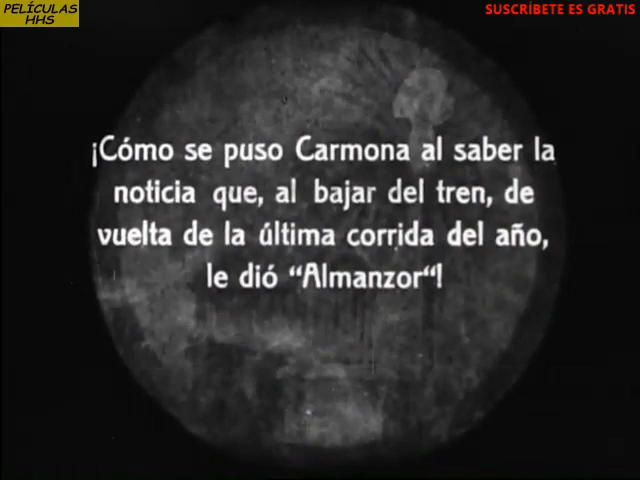 PELÍCULAS
HHS
SUSCRÍBETE ES GRATIS
¡Cómo se puso Carmona al saber la
noticia que, al bajar del tren, de
vuelta de la última corrida del año,
le dió “Almanzor“!